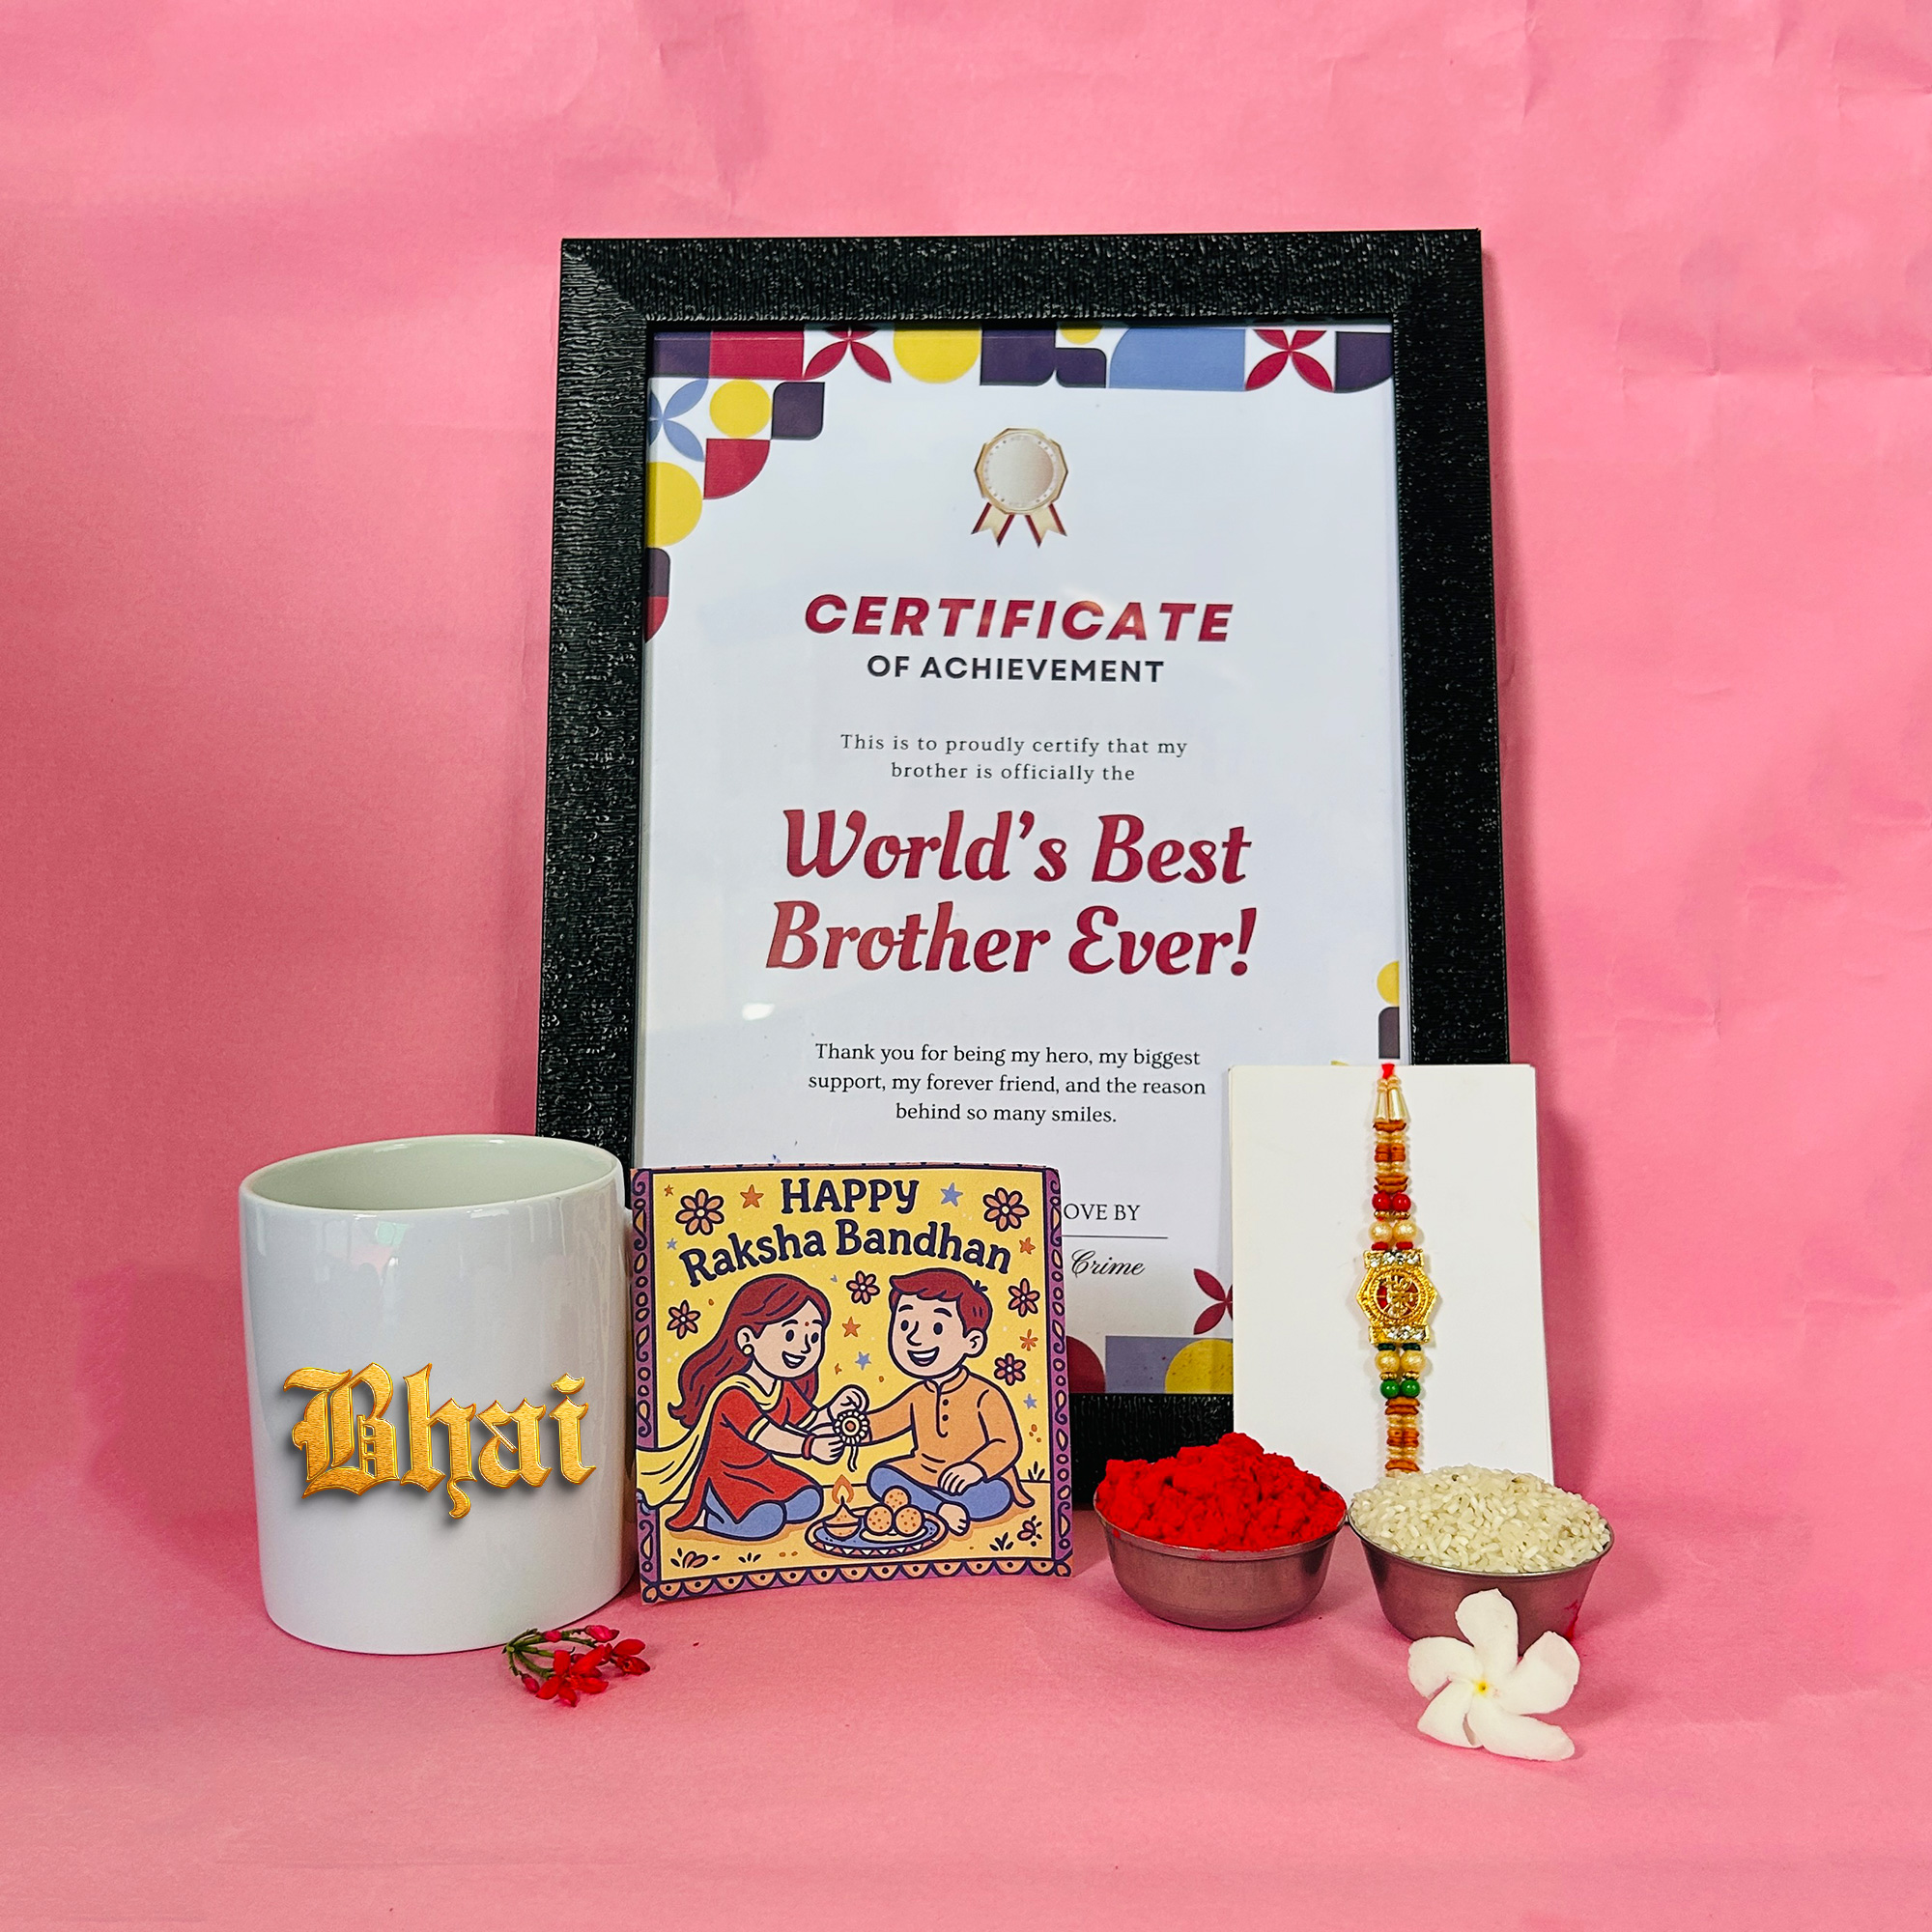 CERTIFICATE
OF ACHIEVEMENT
This is to proudly certify that my
brother is officially the
World's Best
Brother Ever!
Thank you for being my hero, my biggest
support, my forever friend, and the reason
behind so many smiles.
OVE BY
Crime
Bhai
HAPPY
Raksha Bandhan